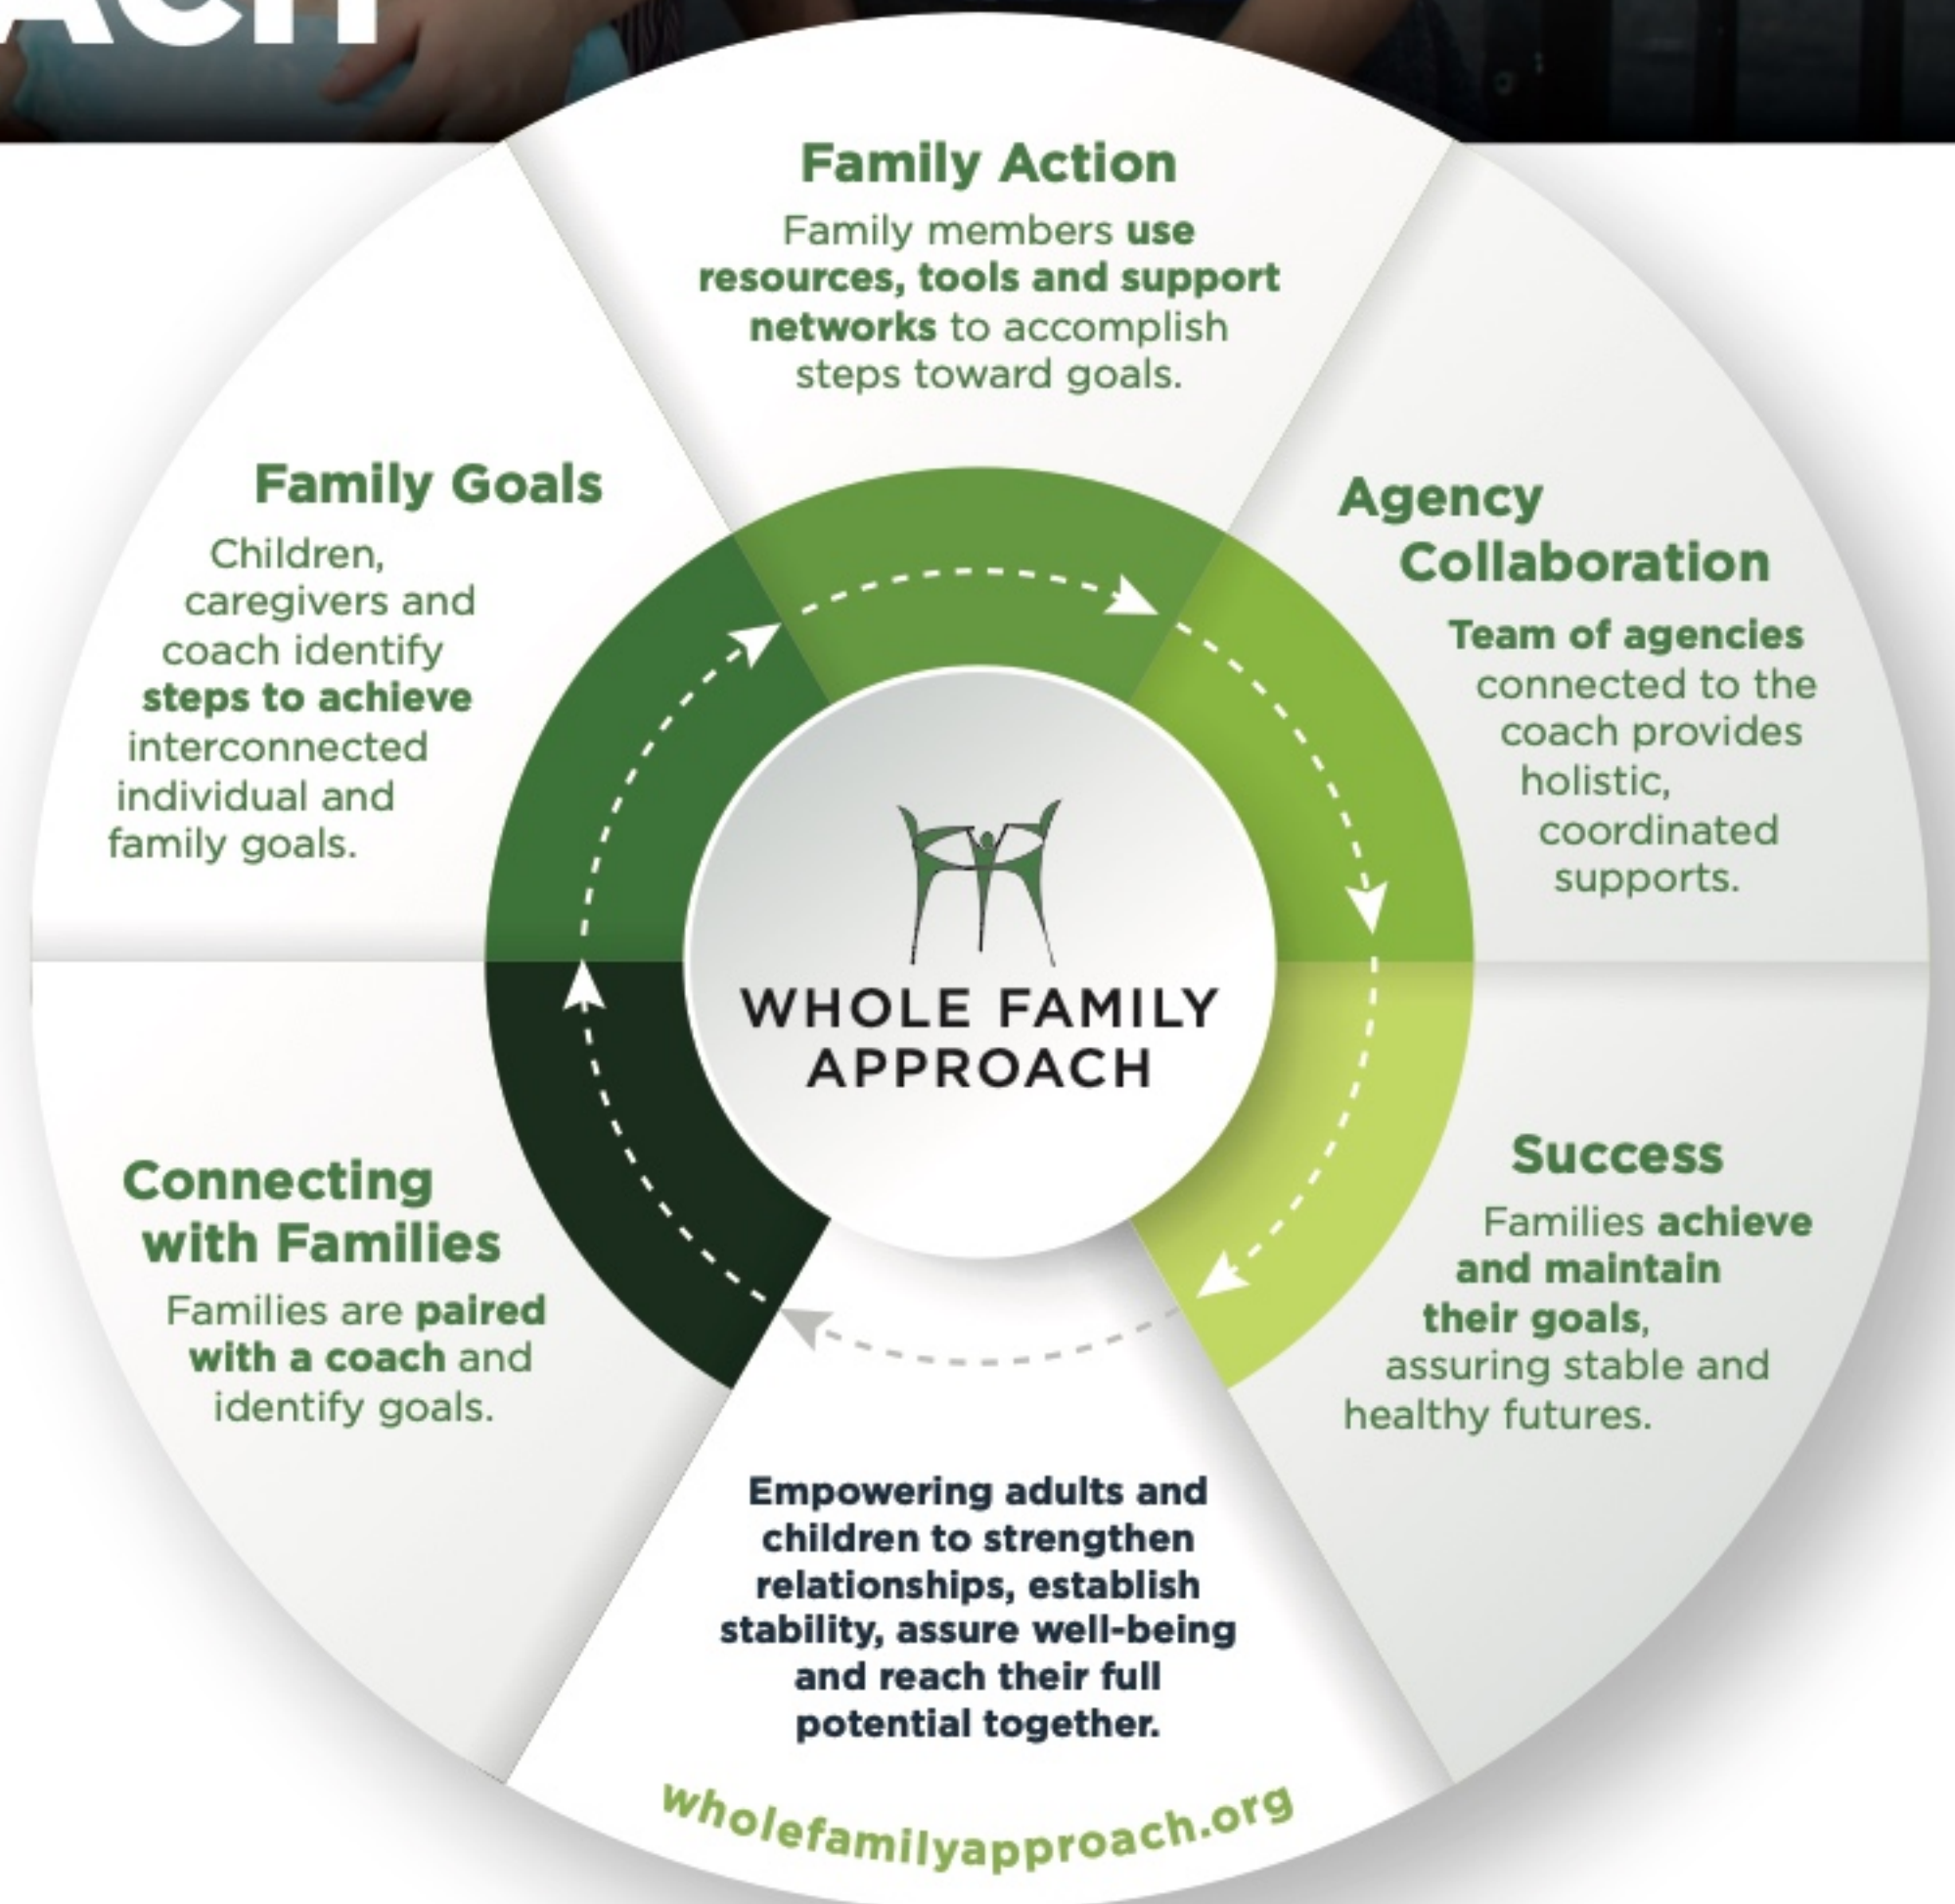 Family Action
Family members use
resources, tools and support
networks to accomplish
steps toward goals.
Family Goals
Children,
caregivers and
coach identify
steps to achieve
interconnected
individual and
family goals.
Agency
Collaboration
Team of agencies
connected to the
coach provides
holistic,
coordinated
supports.
WHOLE FAMILY
APPROACH
Connecting
with Families
Families are paired
with a coach and
identify goals.
Success
Families achieve
and maintain
their goals,
assuring stable and
healthy futures.
Empowering adults and
children to strengthen
relationships, establish
stability, assure well-being
and reach their full
potential together.
wholefamilyapproach.org